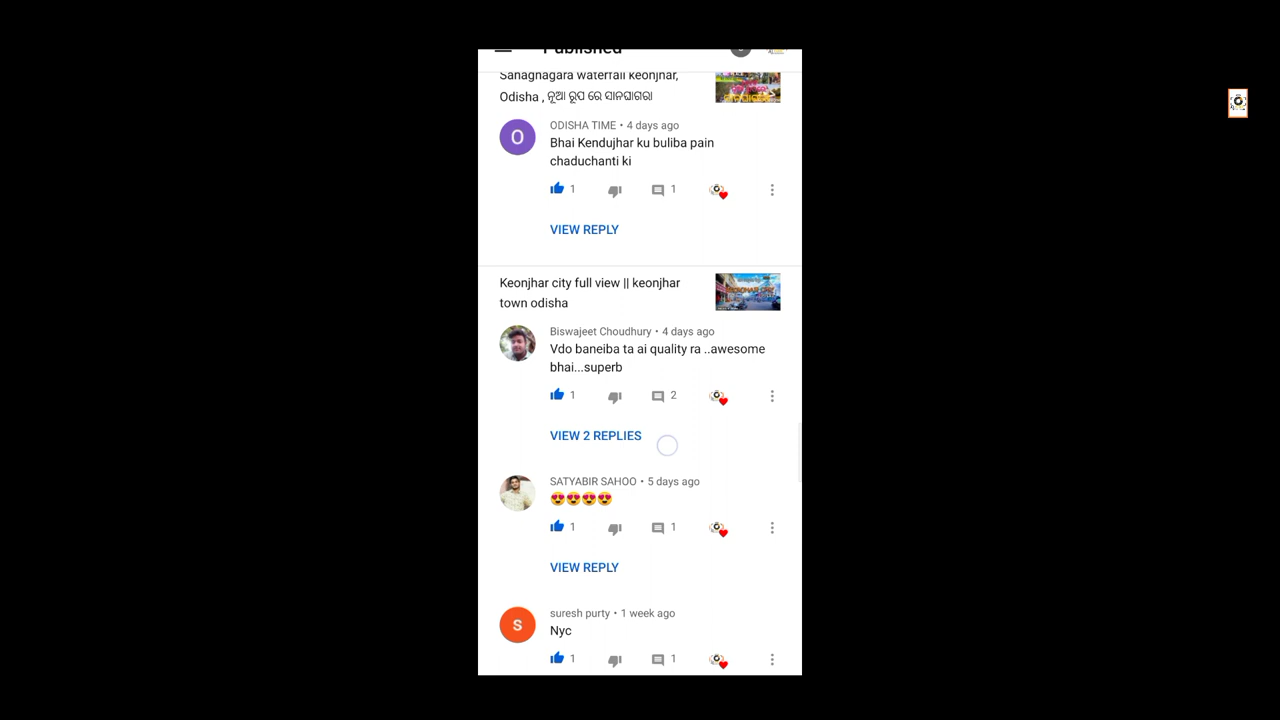 Published
Sanaghagara waterfall keonjhar,
Odisha , ନୂଆ ରୂପ ରେ ସାନଘାଗରା
ODISHA TIME • 4 days ago
Bhai Kendujhar ku buliba pain
chaduchanti ki
1
1
VIEW REPLY
Keonjhar city full view || keonjhar
town odisha
Biswajeet Choudhury • 4 days ago
Vdo baneiba ta ai quality ra ..awesome
bhai...superb
1
2
VIEW 2 REPLIES
SATYABIR SAHOO • 5 days ago
😍😍😍😍
1
1
VIEW REPLY
S
suresh purty • 1 week ago
Nyc
1
1
O